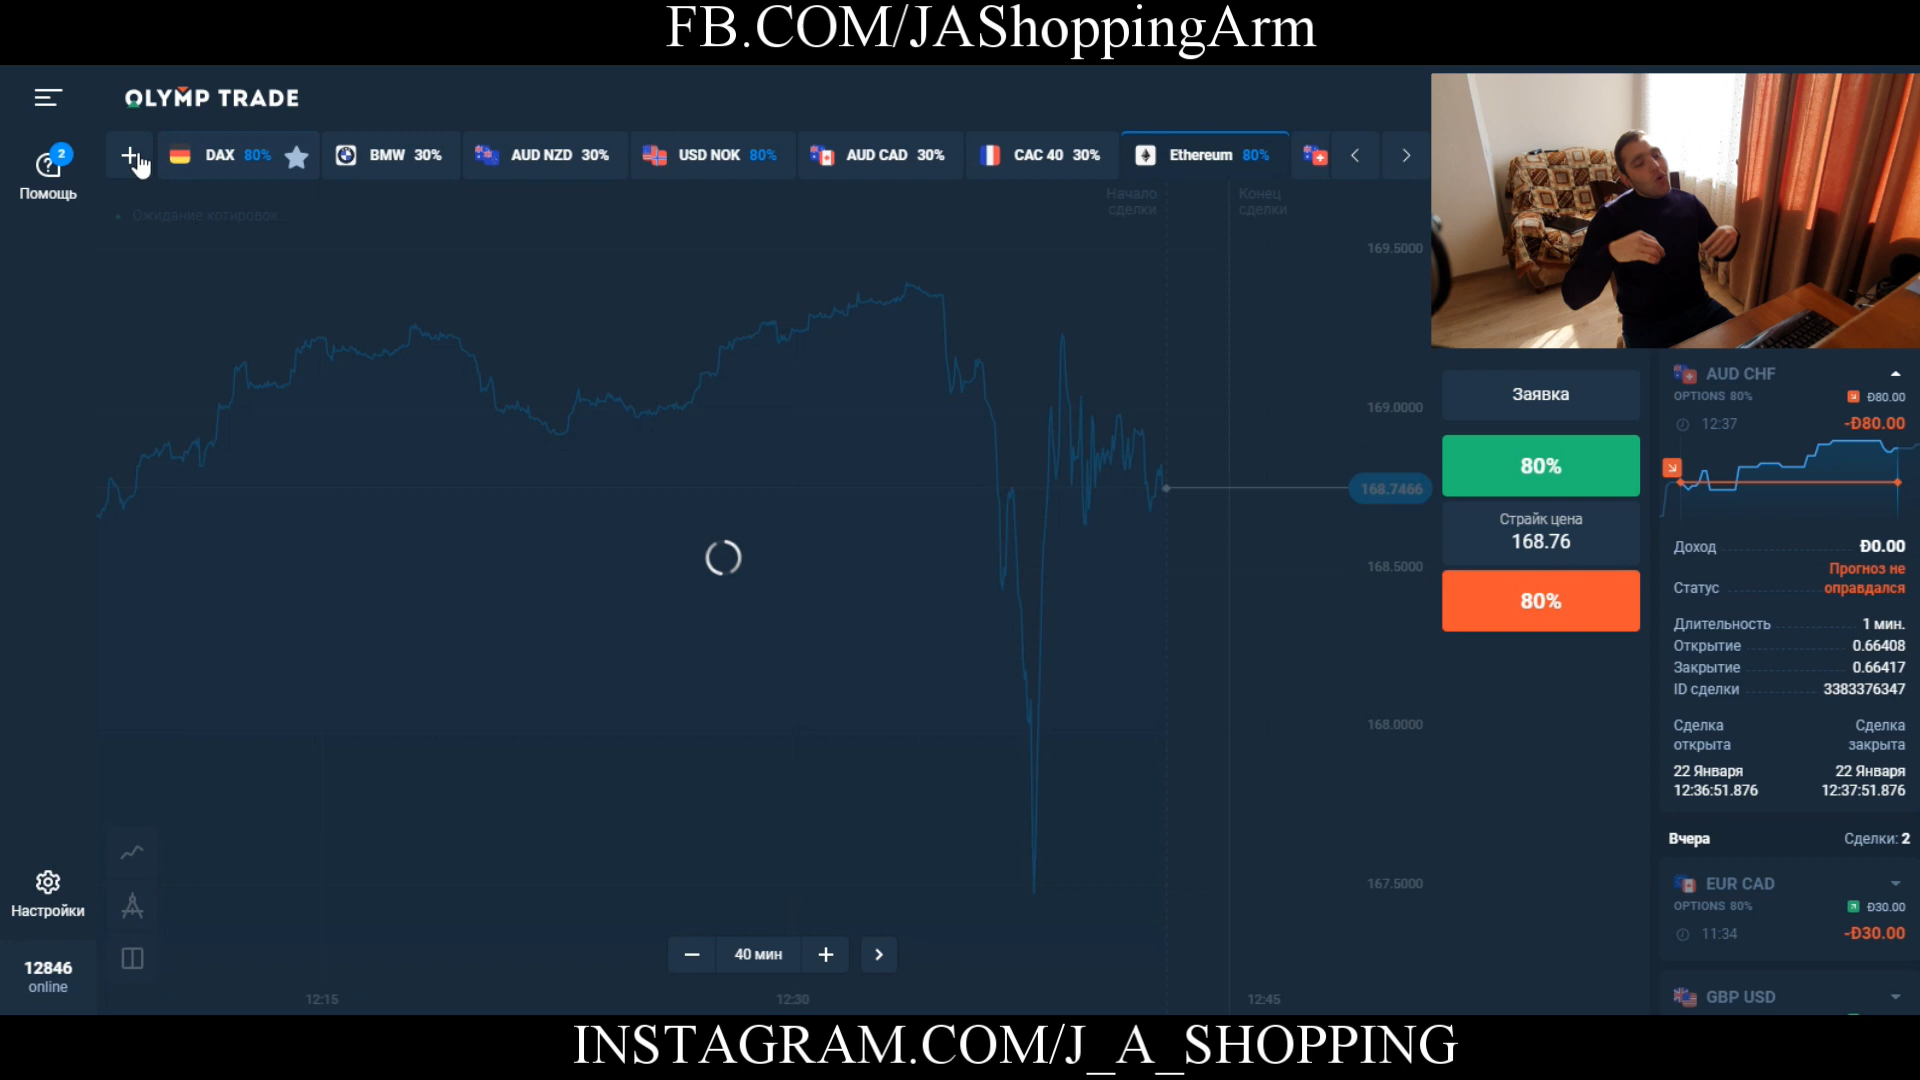 FB.COM/JAShoppingArm
OLYMP TRADE
2
Помощь
DAX 80%
BMW 30%
AUD NZD 30%
USD NOK 80%
AUD CAD 30%
CAC 40 30%
Ethereum 80%
Ожидание котировок...
Начало
сделки
Конец
сделки
169.5000
169.0000
168.7466
168.5000
168.0000
167.5000
Заявка
80%
Страйк цена
168.76
80%
AUD CHF
OPTIONS 80%
Đ80.00
12:37
-Đ80.00
Доход
Đ0.00
Статус
Прогноз не
оправдался
Длительность
1 мин.
Открытие
0.66408
Закрытие
0.66417
ID сделки
3383376347
Сделка
открыта
Сделка
закрыта
22 Января
12:36:51.876
22 Января
12:37:51.876
Вчера
Сделки: 2
EUR CAD
OPTIONS 80%
Đ30.00
11:34
-Đ30.00
GBP USD
Настройки
12846
online
40 мин
12:15
12:30
12:45
INSTAGRAM.COM/J_A_SHOPPING